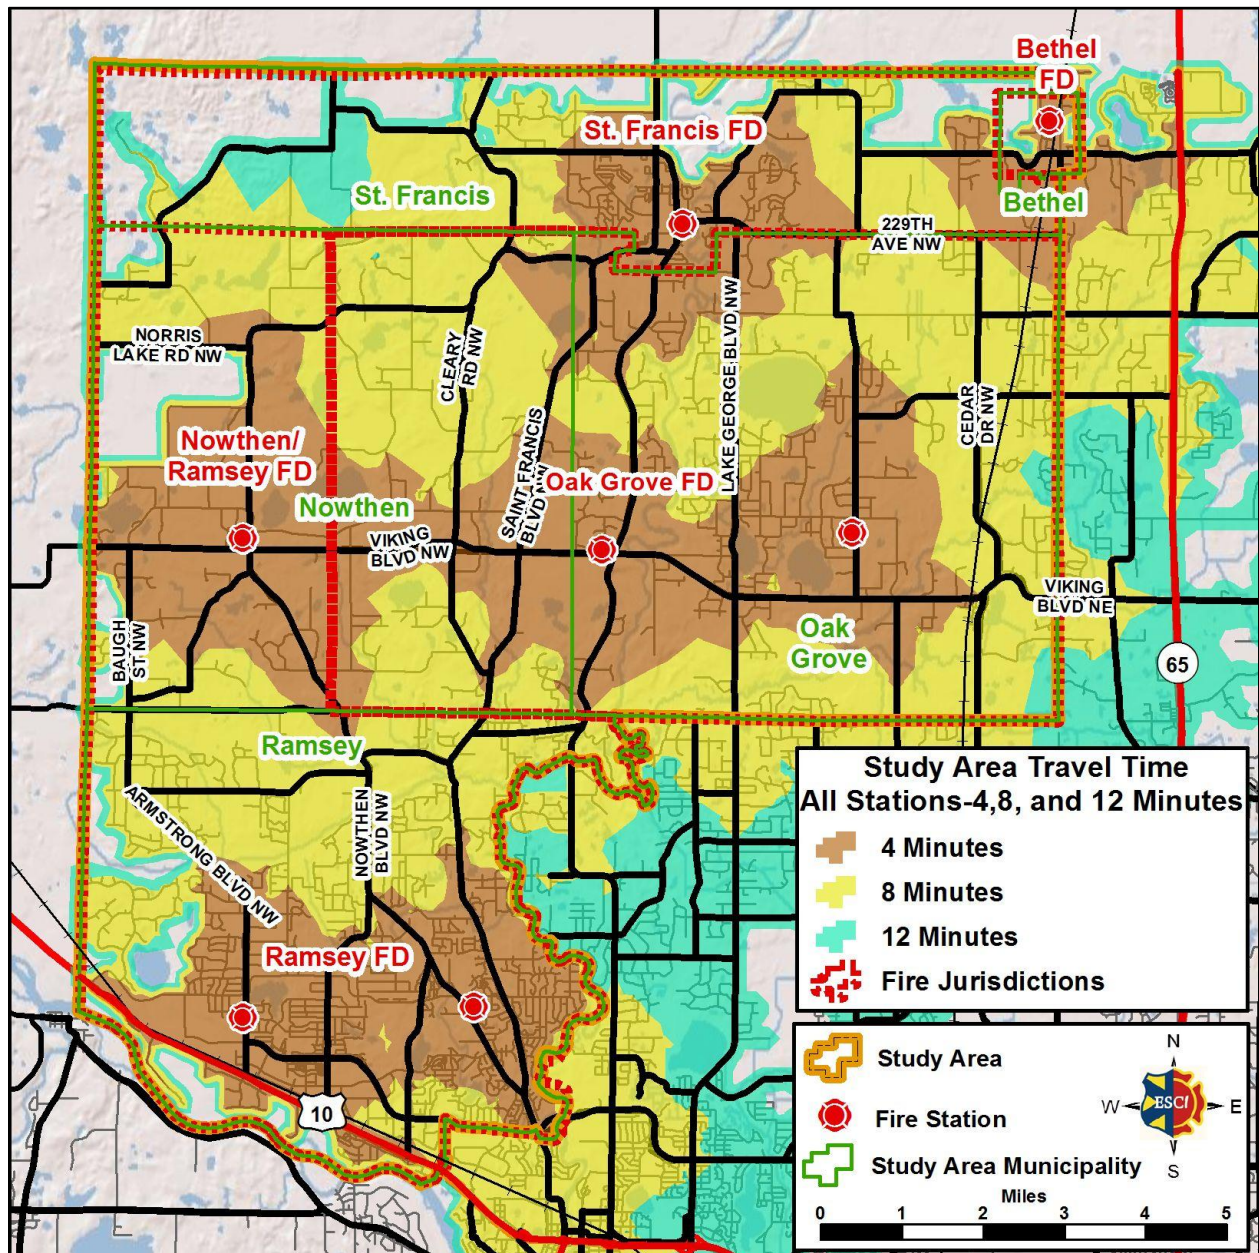 Bethel
FD
St. Francis FD
St. Francis
Bethel
229TH
AVE NW
NORRIS
LAKE RD NW
CLEARY
RD NW
LAKE GEORGE BLVD NW
CEDAR
DR NW
SAINT FRANCIS
BLVD NW
Nowthen/
Ramsey FD
Oak Grove FD
Nowthen
VIKING
BLVD NW
VIKING
BLVD NE
BAUGH
ST NW
Oak
Grove
65
Ramsey
ARMSTRONG BLVD NW
NOWTHEN
BLVD NW
Ramsey FD
10
Study Area Travel Time
All Stations-4,8, and 12 Minutes
4 Minutes
8 Minutes
12 Minutes
Fire Jurisdictions
Study Area
Fire Station
Study Area Municipality
N
W
E
S
ESCI
Miles
0 1 2 3 4 5